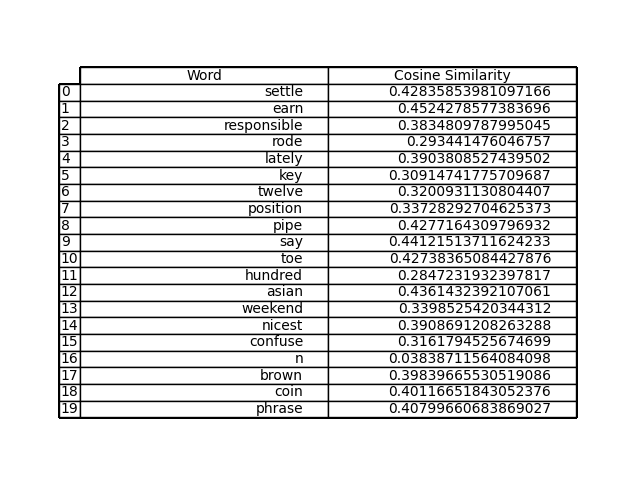 Word Cosine Similarity
0 settle 0.42835853981097166
1 earn 0.4524278577383696
2 responsible 0.3834809787995045
3 rode 0.293441476046757
4 lately 0.3903808527439502
5 key 0.30914741775709687
6 twelve 0.3200931130804407
7 position 0.33728292704625373
8 pipe 0.4277164309796932
9 say 0.44121513711624233
10 toe 0.42738365084427876
11 hundred 0.2847231932397817
12 asian 0.4361432392107061
13 weekend 0.3398525420344312
14 nicest 0.3908691208263288
15 confuse 0.3161794525674699
16 n 0.03838711564084098
17 brown 0.39839665530519086
18 coin 0.40116651843052376
19 phrase 0.40799660683869027